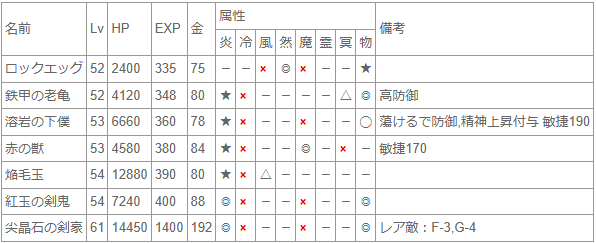 名前 Lv HP EXP 金 属性 備考
炎 冷 風 然 魔 霊 冥 物
ロックエッグ 52 2400 335 75 － － × ◎ × － － ★
鉄甲の老亀 52 4120 348 80 ★ × － － － － △ ◎ 高防御
溶岩の下僕 53 6660 360 78 ★ × － － × － － ○ 蕩けるで防御,精神上昇付与 敏捷190
赤の獣 53 4580 380 84 ★ × － － ◎ － × － 敏捷170
焔毛玉 54 12880 390 80 ★ × △ － － － － －
紅玉の剣鬼 54 7240 400 88 ◎ × － － × － － ◎
尖晶石の剣豪 61 14450 1400 192 ◎ × － － × － － ◎ レア敵：F-3,G-4